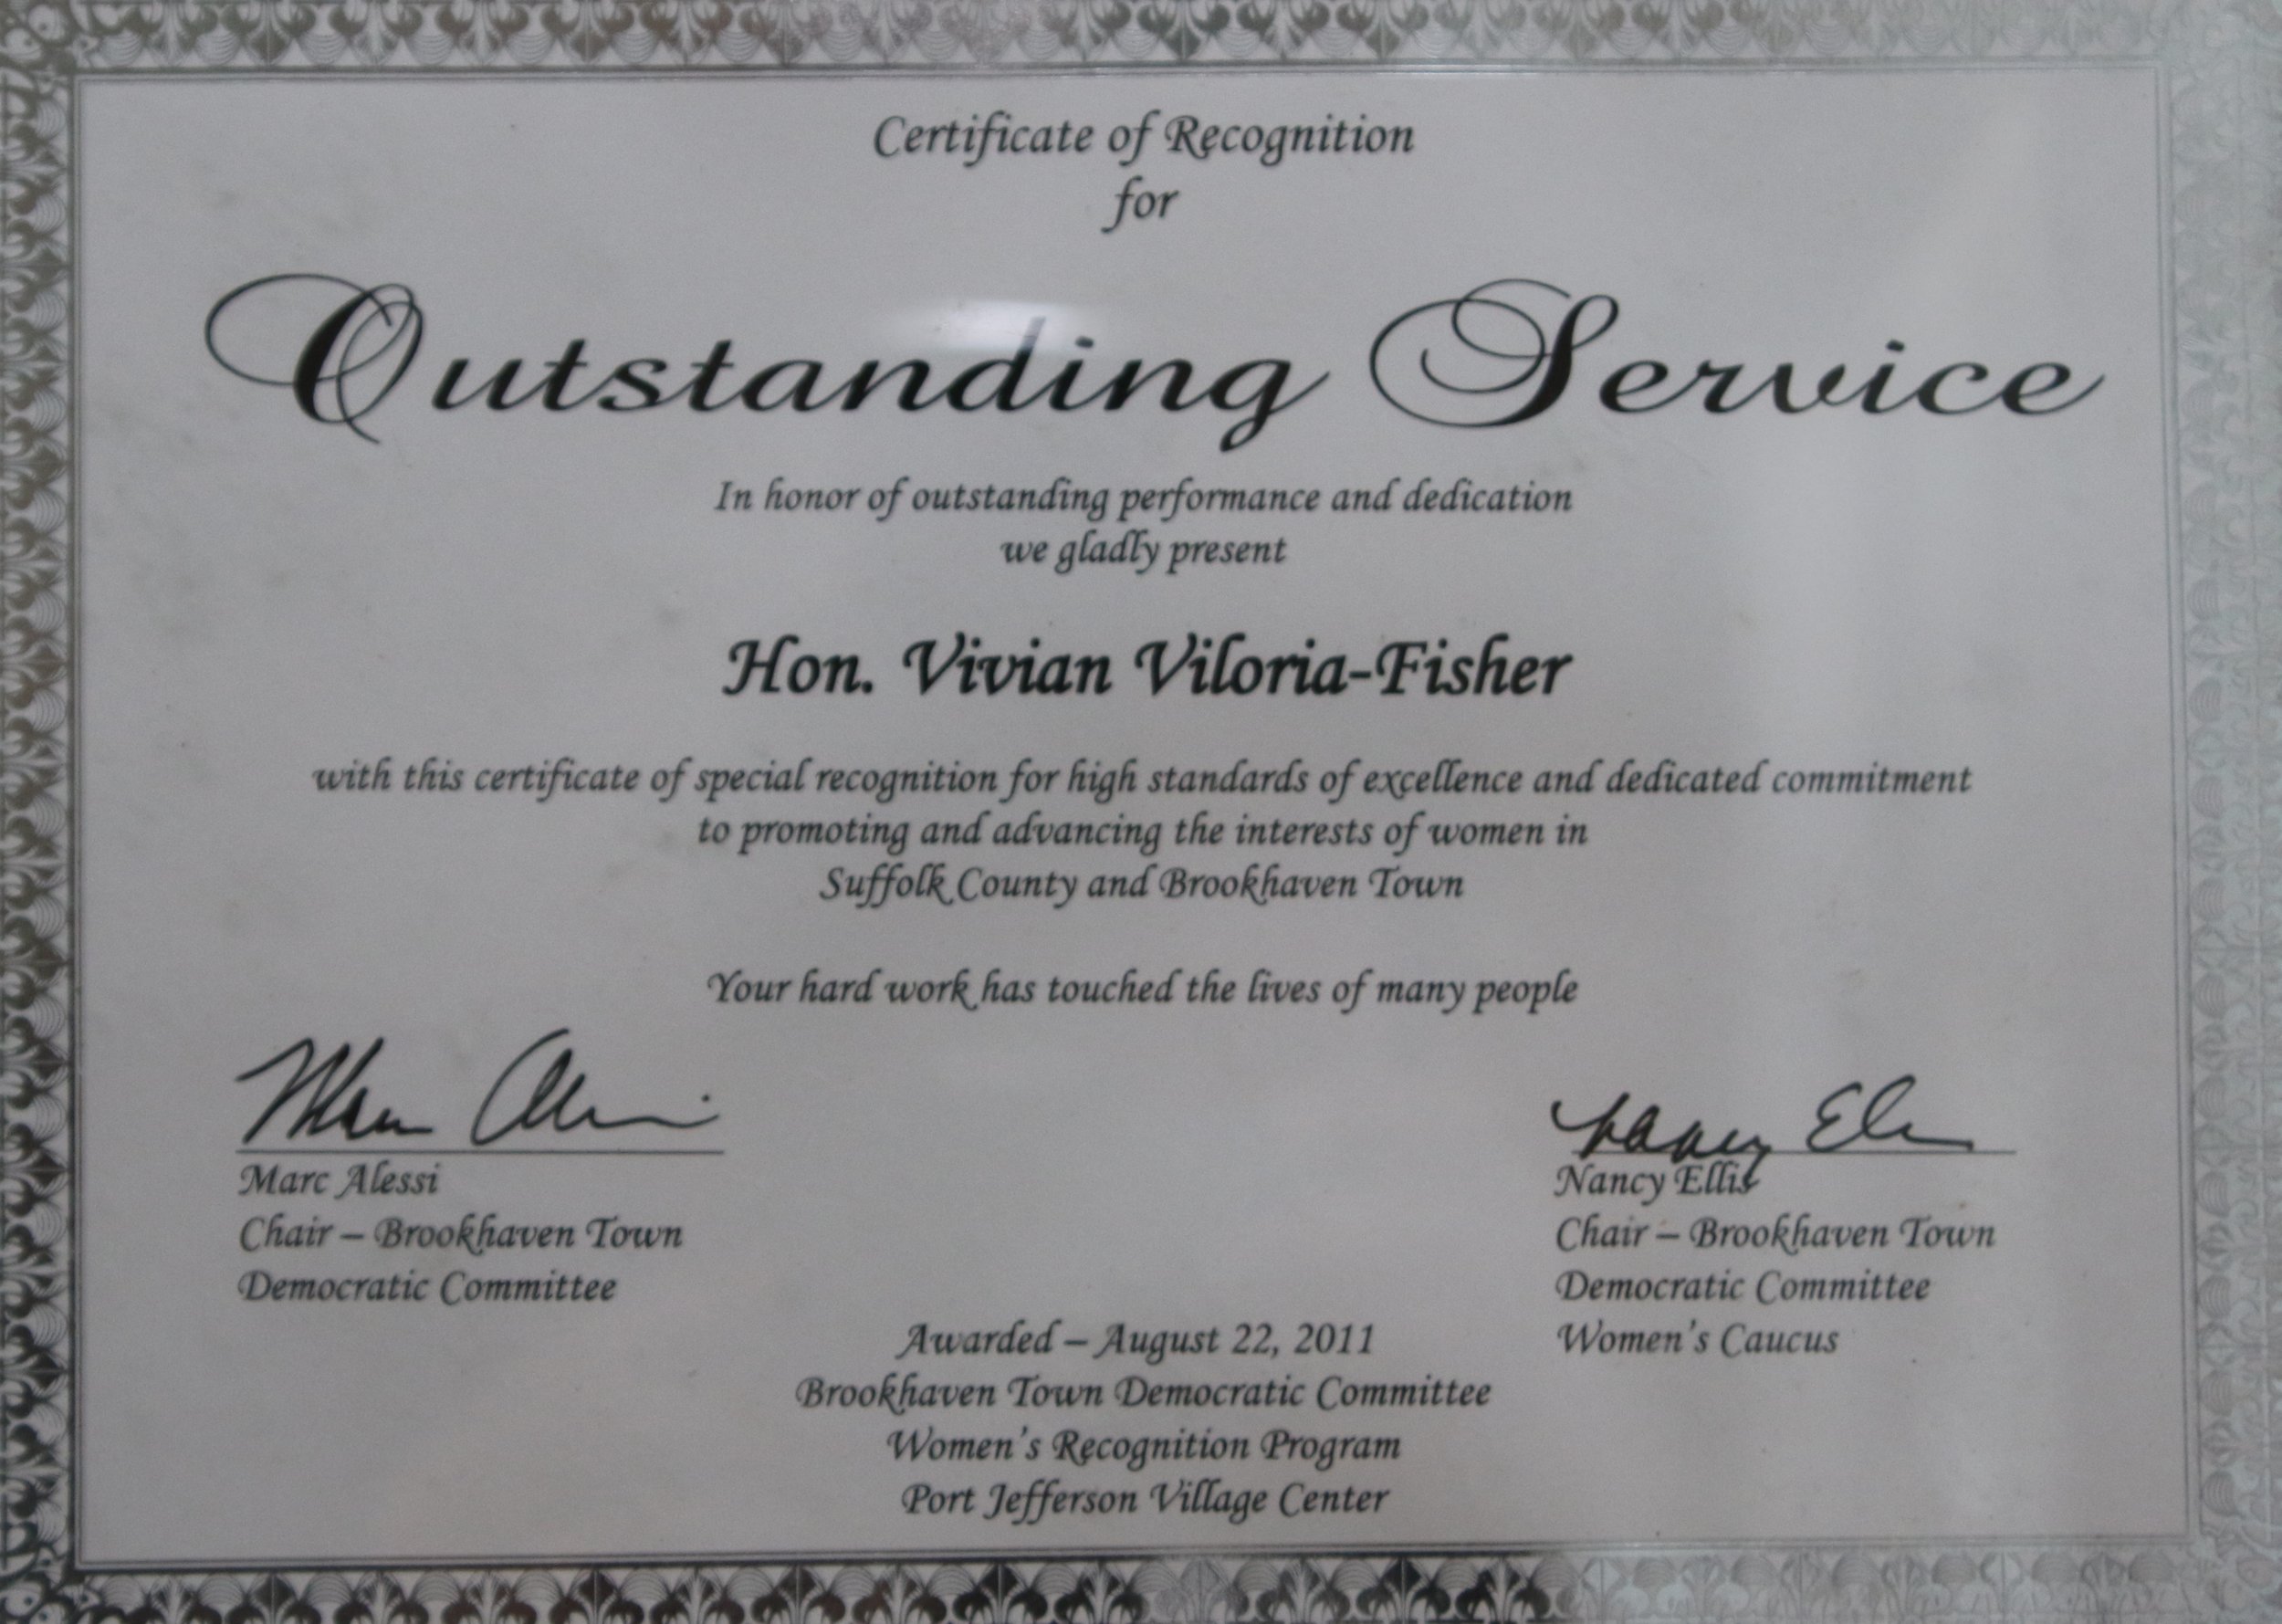 Certificate of Recognition
for
Outstanding Service
In honor of outstanding performance and dedication
we gladly present
Hon. Vivian Viloria-Fisher
with this certificate of special recognition for high standards of excellence and dedicated commitment
to promoting and advancing the interests of women in
Suffolk County and Brookhaven Town
Your hard work has touched the lives of many people
Marc Alessi
Chair – Brookhaven Town
Democratic Committee
Nancy Ellis
Nancy Ellis
Chair – Brookhaven Town
Democratic Committee
Women's Caucus
Awarded – August 22, 2011
Brookhaven Town Democratic Committee
Women's Recognition Program
Port Jefferson Village Center